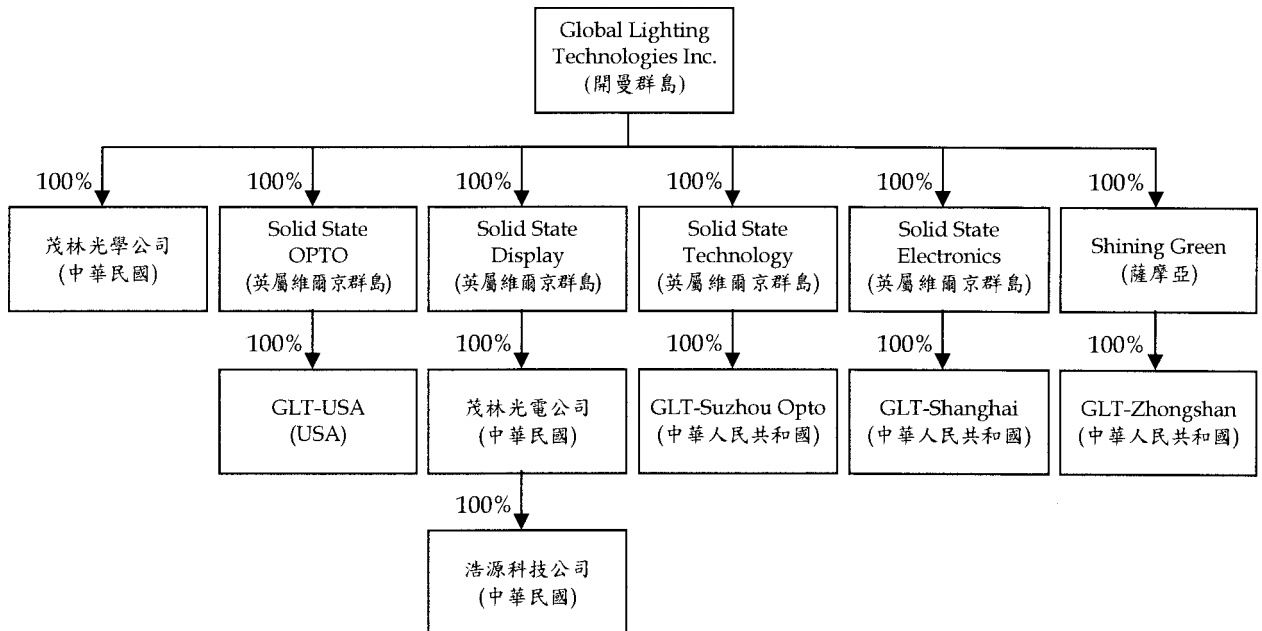 Global Lighting
Technologies Inc.
(開曼群島)
100%
100%
100%
100%
100%
100%
茂林光學公司
(中華民國)
Solid State
OPTO
(英屬維爾京群島)
Solid State
Display
(英屬維爾京群島)
Solid State
Technology
(英屬維爾京群島)
Solid State
Electronics
(英屬維爾京群島)
Shining Green
(薩摩亞)
100%
100%
100%
100%
100%
GLT-USA
(USA)
茂林光電公司
(中華民國)
GLT-Suzhou Opto
(中華人民共和國)
GLT-Shanghai
(中華人民共和國)
GLT-Zhongshan
(中華人民共和國)
100%
浩源科技公司
(中華民國)